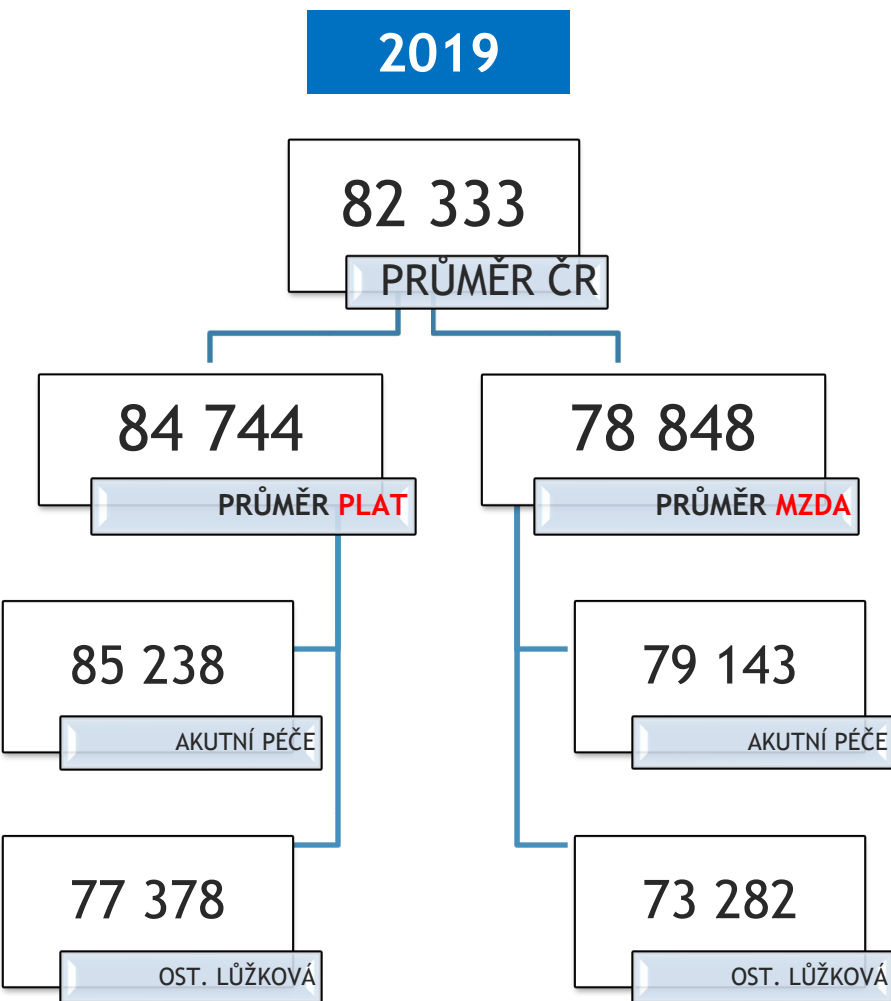 2019
82 333
PRŮMĚR ČR
84 744
PRŮMĚR PLAT
78 848
PRŮMĚR MZDA
85 238
AKUTNÍ PÉČE
79 143
AKUTNÍ PÉČE
77 378
OST. LŮŽKOVÁ
73 282
OST. LŮŽKOVÁ